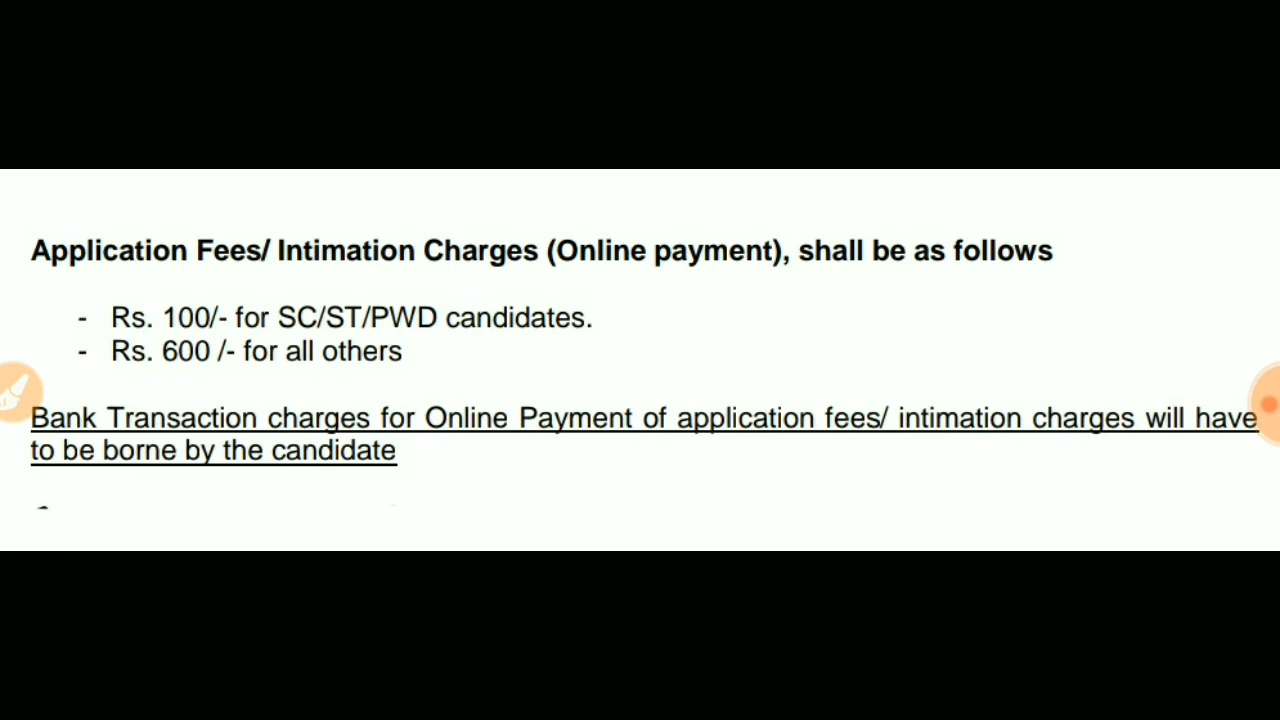 Application Fees/ Intimation Charges (Online payment), shall be as follows
- Rs. 100/- for SC/ST/PWD candidates.
- Rs. 600 /- for all others
Bank Transaction charges for Online Payment of application fees/ intimation charges will have
to be borne by the candidate